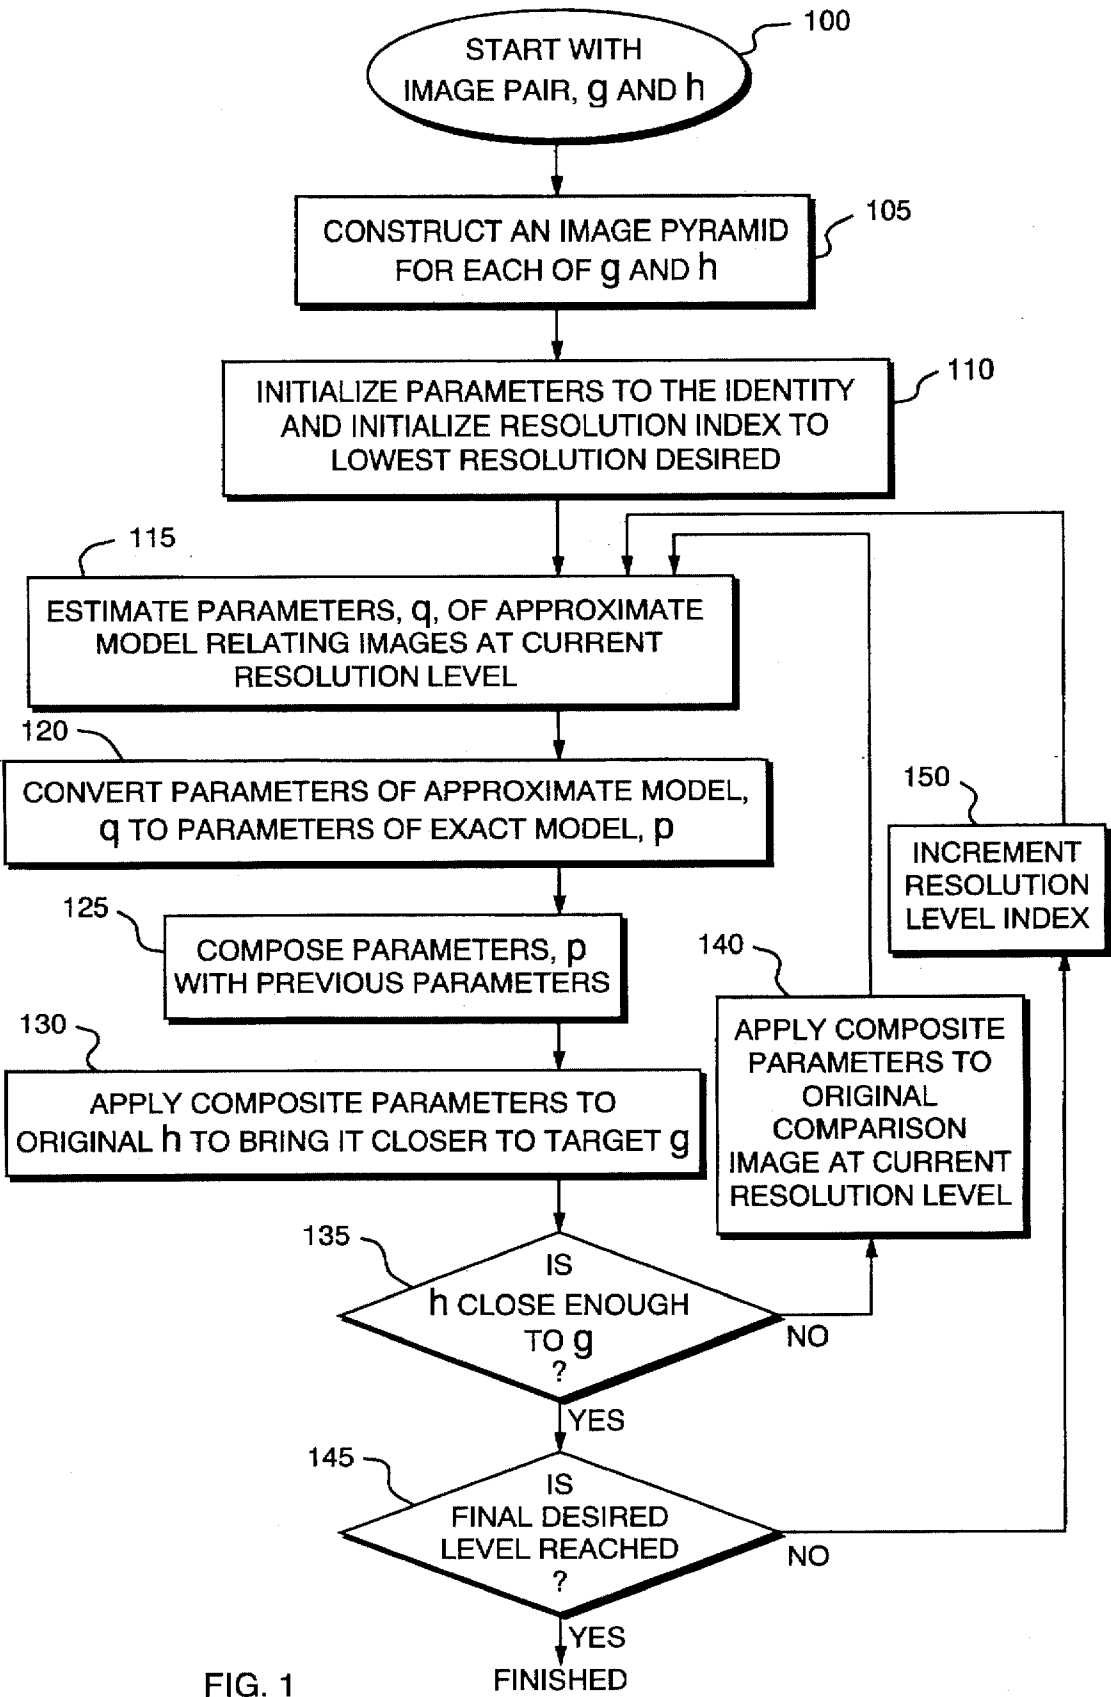 100
START WITH
IMAGE PAIR, g AND h
105
CONSTRUCT AN IMAGE PYRAMID
FOR EACH OF g AND h
110
INITIALIZE PARAMETERS TO THE IDENTITY
AND INITIALIZE RESOLUTION INDEX TO
LOWEST RESOLUTION DESIRED
115
ESTIMATE PARAMETERS, q, OF APPROXIMATE
MODEL RELATING IMAGES AT CURRENT
RESOLUTION LEVEL
120
CONVERT PARAMETERS OF APPROXIMATE MODEL,
q TO PARAMETERS OF EXACT MODEL, p
125
COMPOSE PARAMETERS, p
WITH PREVIOUS PARAMETERS
130
APPLY COMPOSITE PARAMETERS TO
ORIGINAL h TO BRING IT CLOSER TO TARGET g
135
IS
h CLOSE ENOUGH
TO g
?
NO
YES
140
APPLY COMPOSITE
PARAMETERS TO
ORIGINAL
COMPARISON
IMAGE AT CURRENT
RESOLUTION LEVEL
145
IS
FINAL DESIRED
LEVEL REACHED
?
NO
YES
150
INCREMENT
RESOLUTION
LEVEL INDEX
FINISHED
FIG. 1